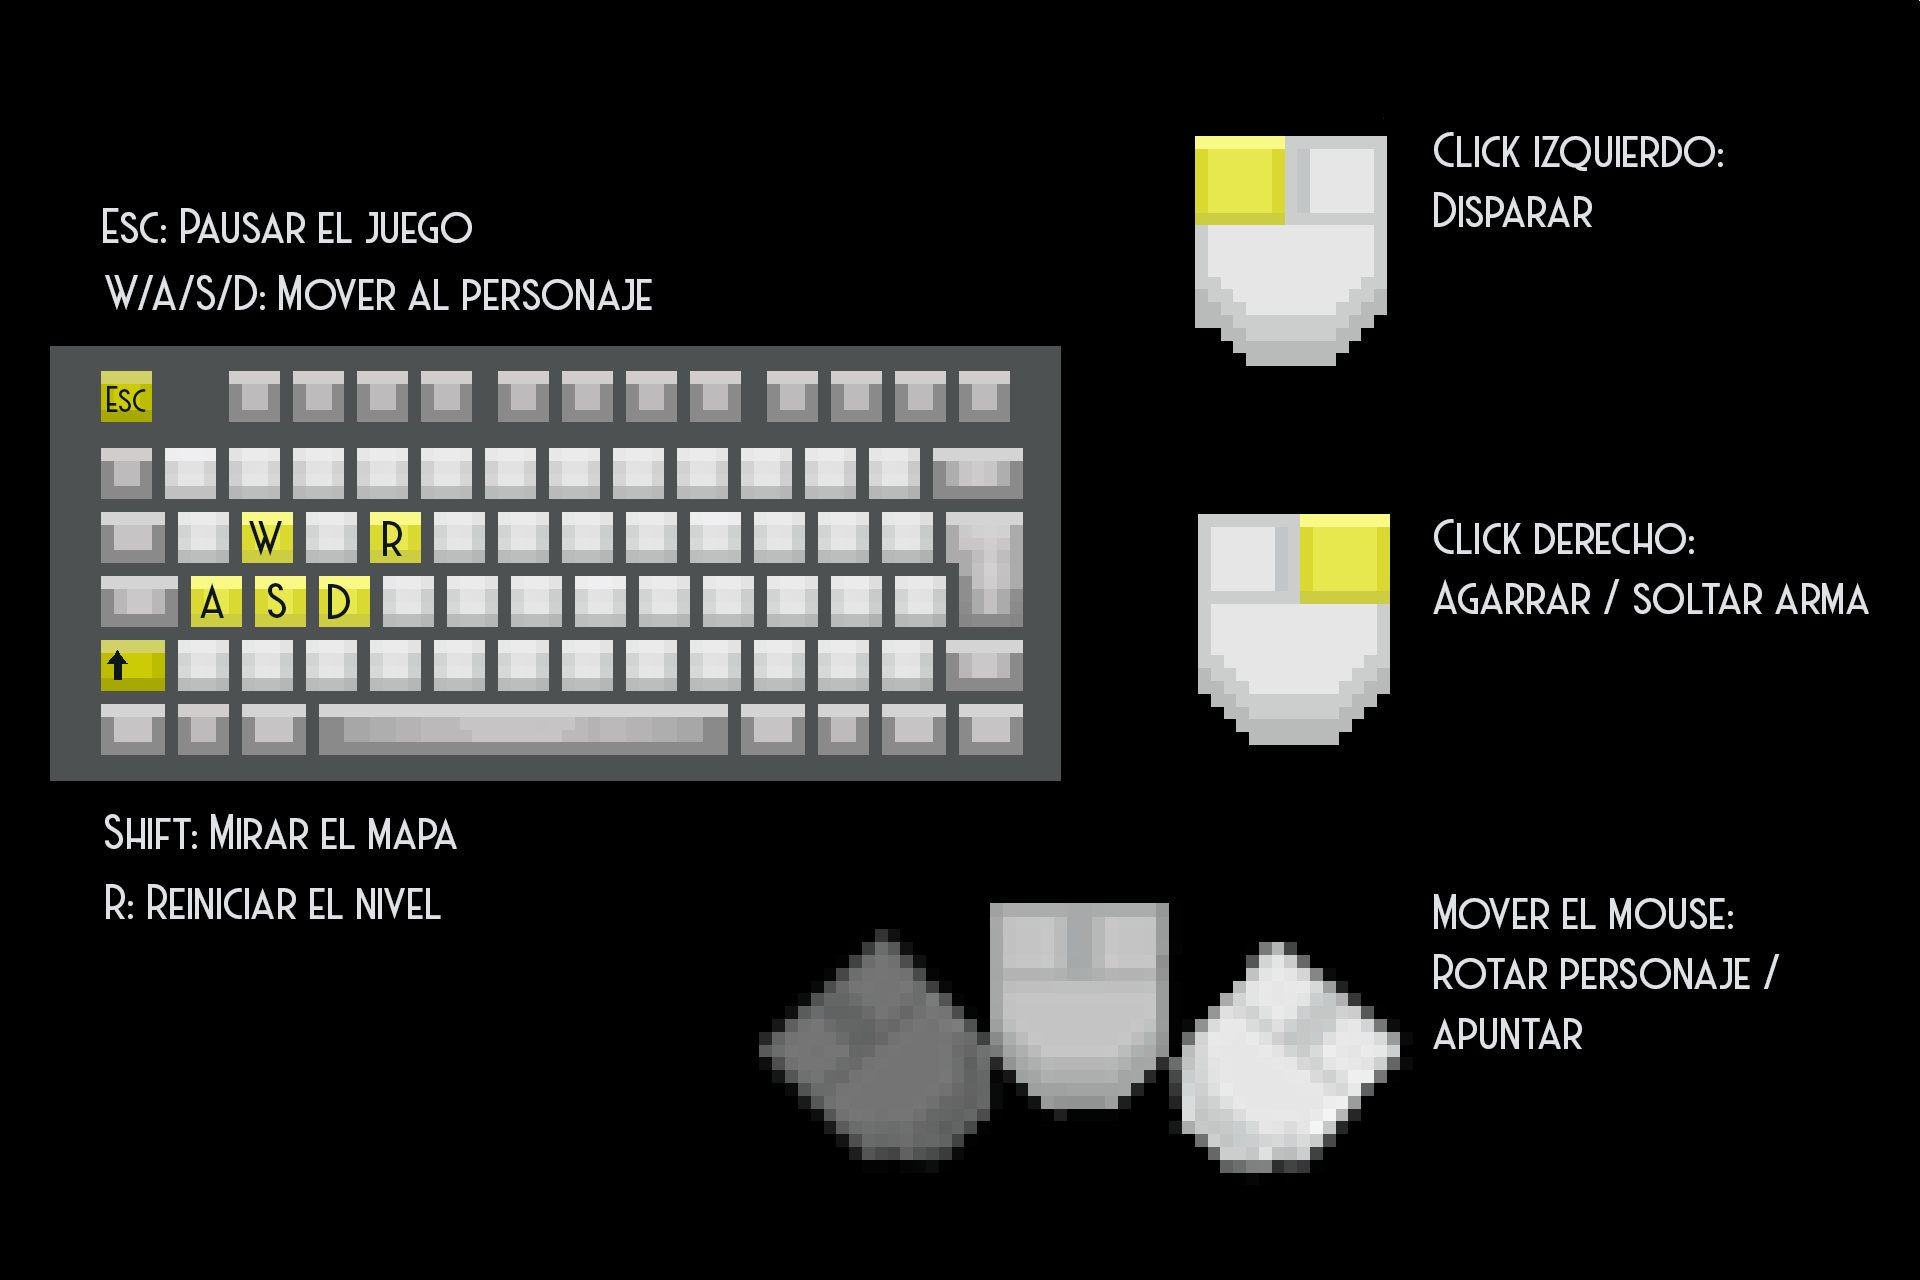 Esc: Pausar el juego
W/A/S/D: Mover al personaje
Esc
W R
A S D
Shift: Mirar el mapa
R: Reiniciar el nivel
Click izquierdo:
Disparar
Click derecho:
Agarrar / soltar arma
Mover el mouse:
Rotar personaje /
apuntar